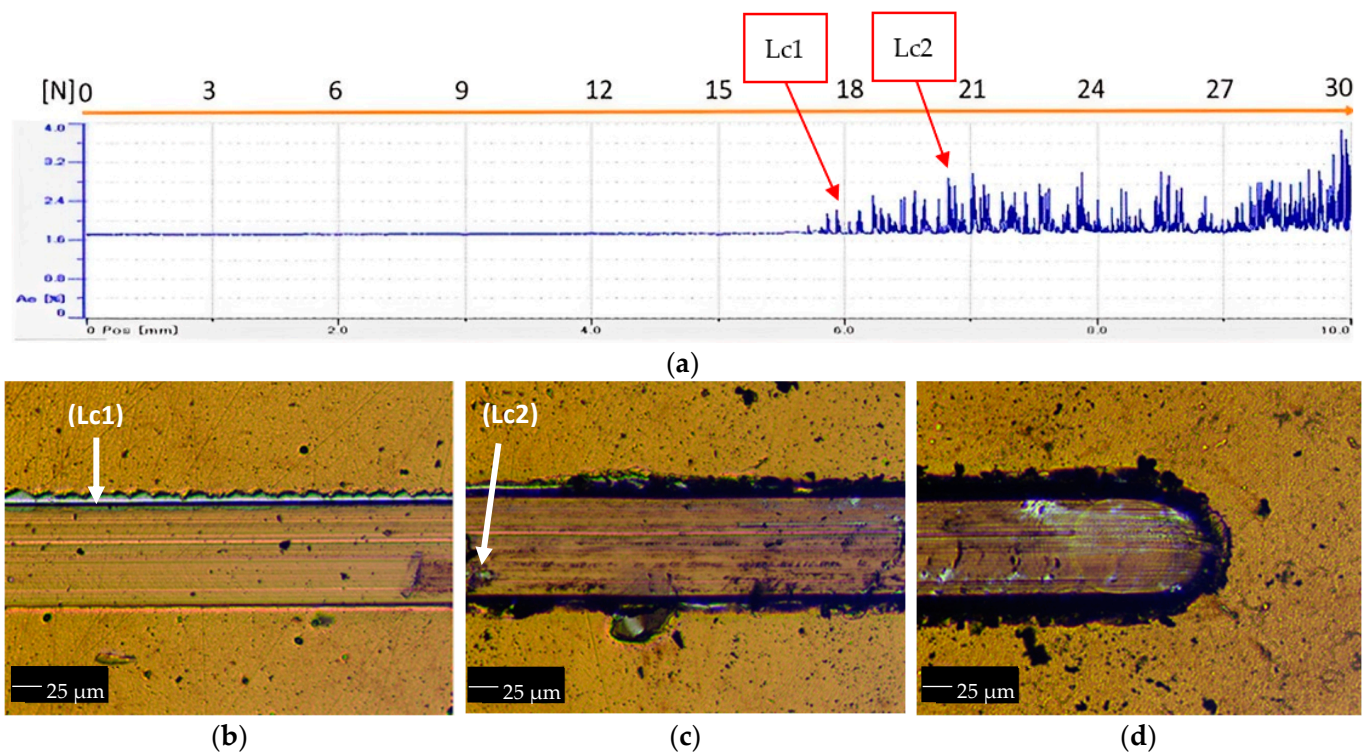 Lc1 Lc2
[N] 0 3 6 9 12 15 18 21 24 27 30
4.0
3.2
2.4
1.6
0.8
Ac [%]
0
0 Pos [mm] 2.0 4.0 6.0 8.0 10.0
(a)
(Lc1) (Lc2)
25 µm 25 µm 25 µm
(b) (c) (d)